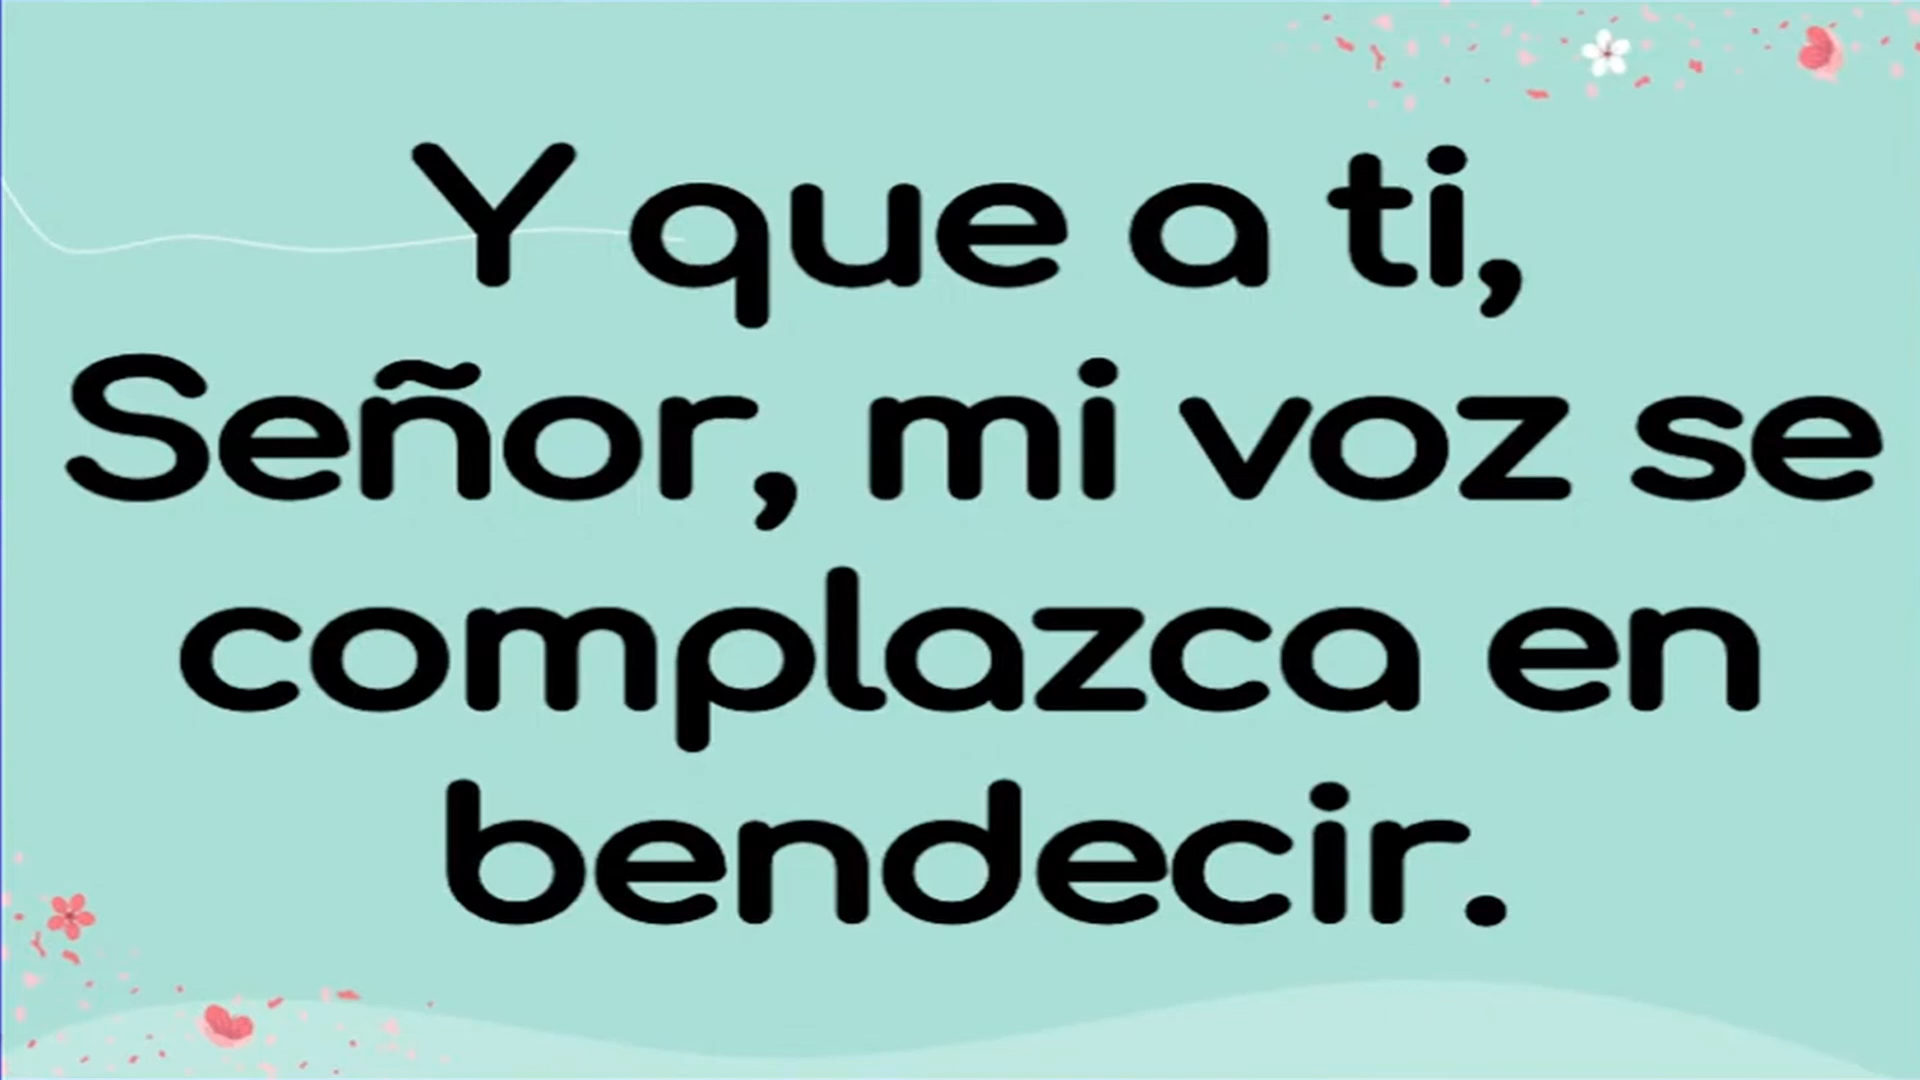 Y que a ti,
Señor, mi voz se
complazca en
bendecir.